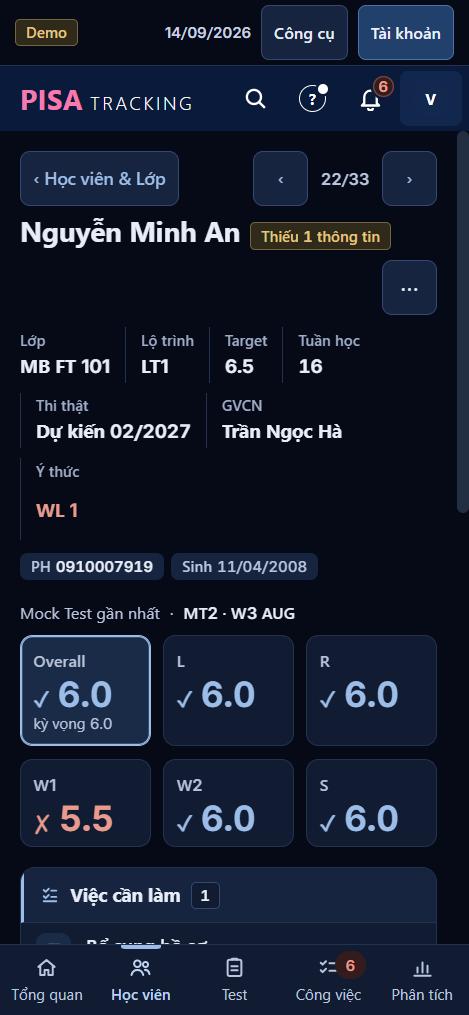 Demo
14/09/2026
Công cụ
Tài khoản
PISA TRACKING
?
6
V
‹ Học viên & Lớp
‹
22/33
›
Nguyễn Minh An
Thiếu 1 thông tin
...
Lớp
MB FT 101
Lộ trình
LT1
Target
6.5
Tuần học
16
Thi thật
Dự kiến 02/2027
GVCN
Trần Ngọc Hà
Ý thức
WL 1
PH 0910007919
Sinh 11/04/2008
Mock Test gần nhất · MT2 · W3 AUG
Overall
✓ 6.0
kỳ vọng 6.0
L
✓ 6.0
R
✓ 6.0
W1
✗ 5.5
W2
✓ 6.0
S
✓ 6.0
Việc cần làm 1
Tổng quan
Học viên
Test
6
Công việc
Phân tích